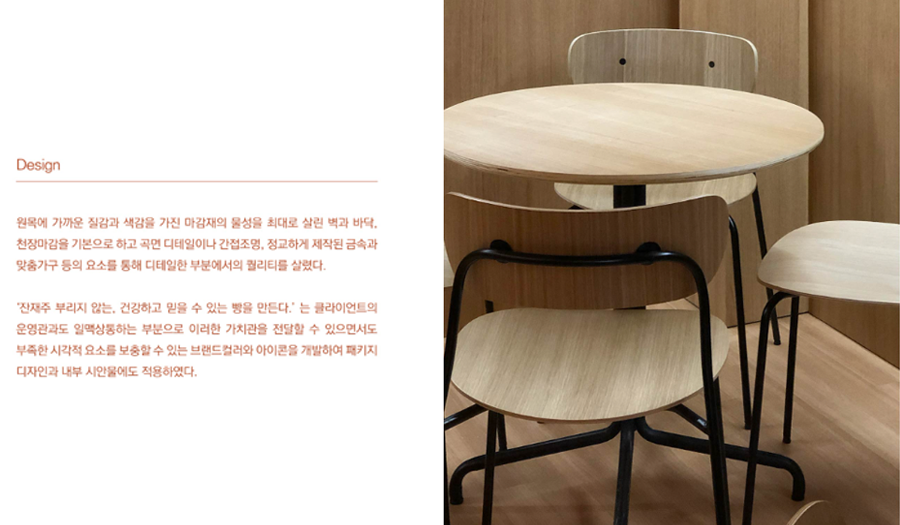 Design
원목에 가까운 질감과 색감을 가진 마감재의 물성을 최대로 살린 벽과 바닥,
천장마감을 기본으로 하고 곡면 디테일이나 간접조명, 정교하게 제작된 금속과
맞춤가구 등의 요소를 통해 디테일한 부분에서의 퀄리티를 살렸다.
'잔재주 부리지 않는, 건강하고 믿을 수 있는 빵을 만든다.' 는 클라이언트의
운영관과도 일맥상통하는 부분으로 이러한 가치관을 전달할 수 있으면서도
부족한 시각적 요소를 보충할 수 있는 브랜드컬러와 아이콘을 개발하여 패키지
디자인과 내부 시안물에도 적용하였다.